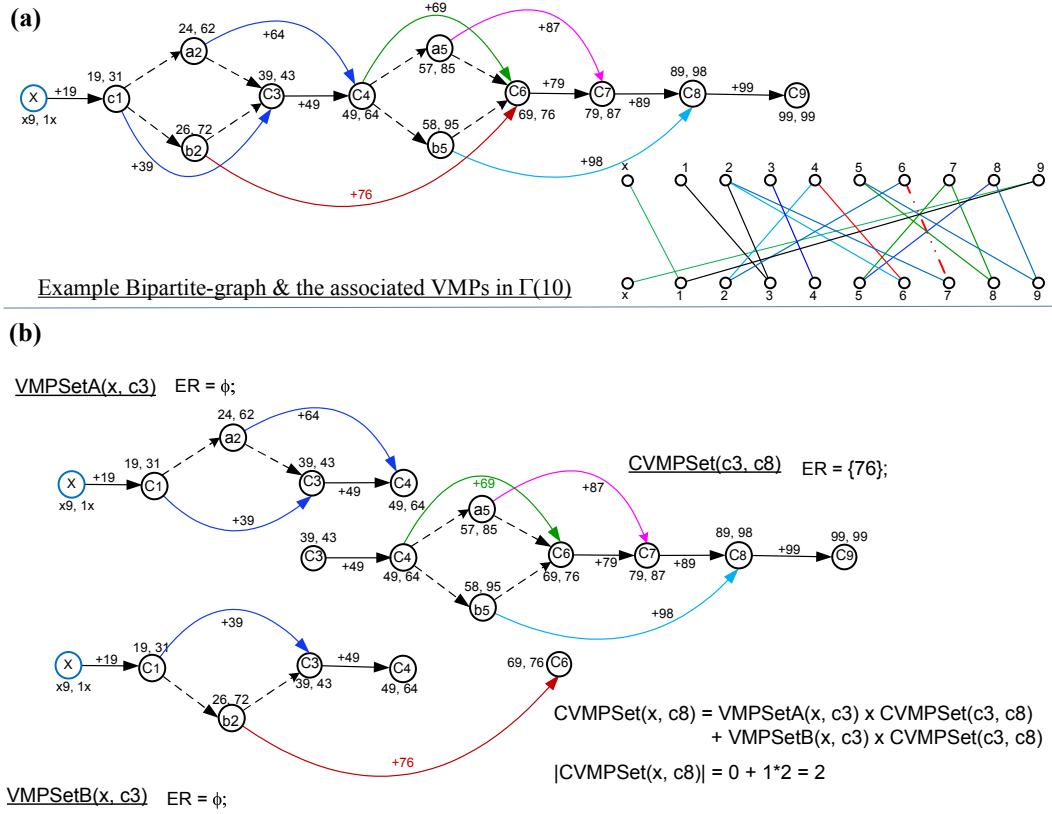 (a)
+69
24, 62
+64
a2
+87
a5
57, 85
19, 31
39, 43
89, 98
X
+19
c1
C3
+49
C4
C6
+79
C7
+89
C8
+99
C9
x9, 1x
49, 64
69, 76
79, 87
99, 99
26, 72
b2
58, 95
b5
+39
+98
+76
x 1 2 3 4 5 6 7 8 9
x 1 2 3 4 5 6 7 8 9
Example Bipartite-graph & the associated VMPs in Γ(10)
(b)
VMPSetA(x, c3) ER = ϕ;
24, 62
+64
a2
19, 31
39, 43
X
+19
C1
C3
+49
C4
x9, 1x
49, 64
+39
CVMPSet(c3, c8) ER = {76};
+69
+87
a5
57, 85
39, 43
89, 98
99, 99
C3
+49
C4
C6
+79
C7
+89
C8
+99
C9
49, 64
69, 76
79, 87
58, 95
b5
+98
+39
19, 31
X
+19
C1
C3
+49
C4
x9, 1x
39, 43
49, 64
26, 72
b2
69, 76
C6
+76
CVMPSet(x, c8) = VMPSetA(x, c3) x CVMPSet(c3, c8)
+ VMPSetB(x, c3) x CVMPSet(c3, c8)
|CVMPSet(x, c8)| = 0 + 1*2 = 2
VMPSetB(x, c3) ER = ϕ;